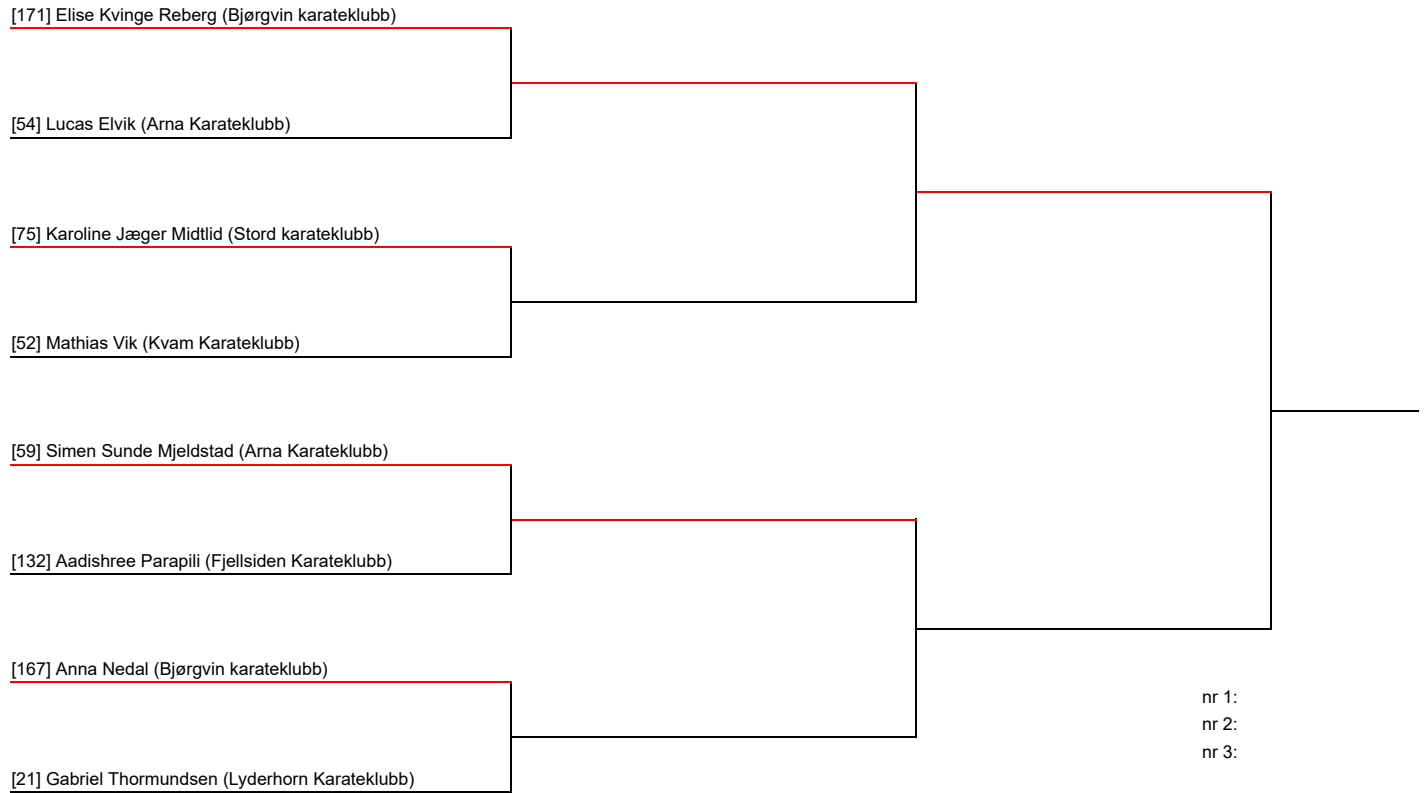 [171] Elise Kvinge Reberg (Bjørgvin karateklubb)
[54] Lucas Elvik (Arna Karateklubb)
[75] Karoline Jæger Midtlid (Stord karateklubb)
[52] Mathias Vik (Kvam Karateklubb)
[59] Simen Sunde Mjeldstad (Arna Karateklubb)
[132] Aadishree Parapili (Fjellsiden Karateklubb)
[167] Anna Nedal (Bjørgvin karateklubb)
[21] Gabriel Thormundsen (Lyderhorn Karateklubb)
nr 1:
nr 2:
nr 3: